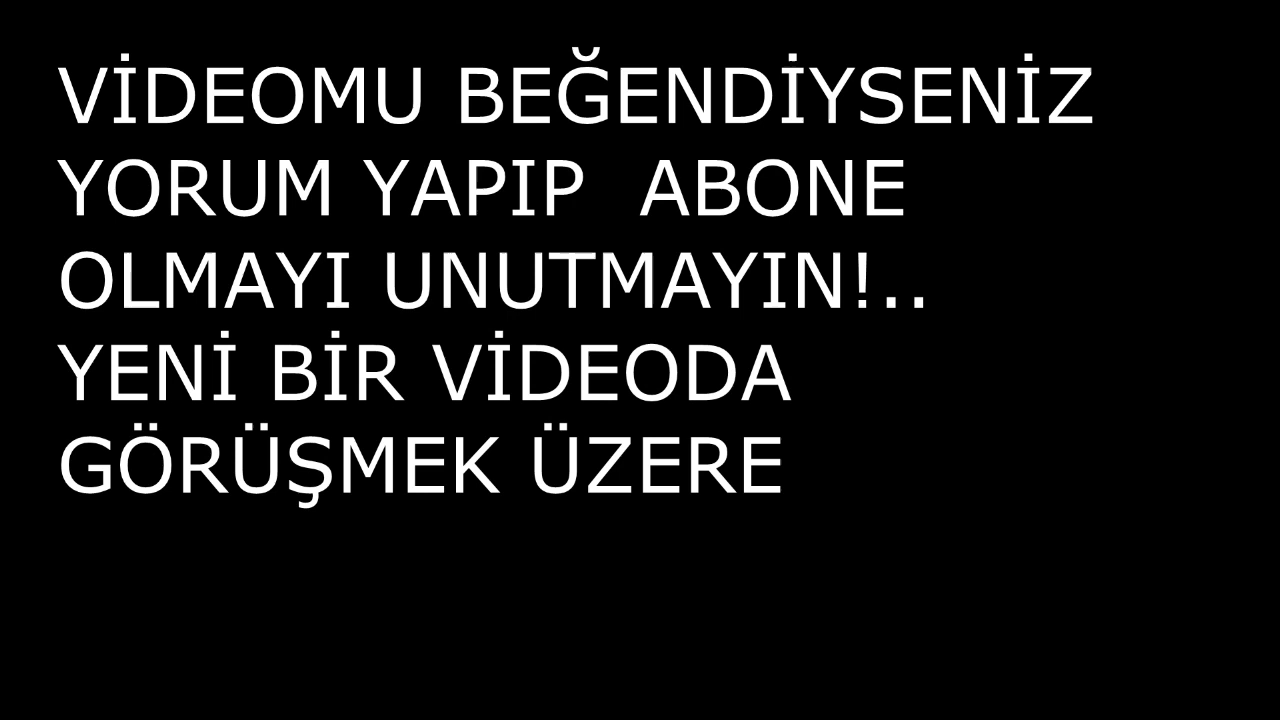 VİDEOMU BEĞENDİYSENİZ
YORUM YAPIP  ABONE
OLMAYI UNUTMAYIN!..
YENİ BİR VİDEODA
GÖRÜŞMEK ÜZERE